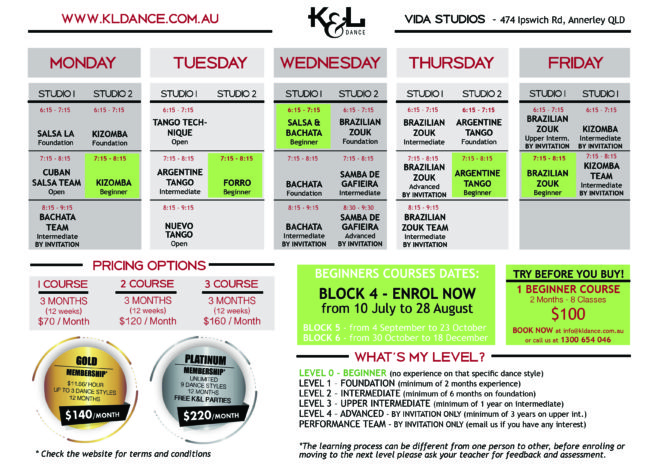 WWW.KLDANCE.COM.AU
K&L
DANCE
VIDA STUDIOS - 474 Ipswich Rd, Annerley QLD
MONDAY
STUDIO 1
STUDIO 2
6:15 - 7:15
6:15 - 7:15
SALSA LA
Foundation
KIZOMBA
Foundation
7:15 - 8:15
7:15 - 8:15
CUBAN
SALSA TEAM
Open
KIZOMBA
Beginner
8:15 - 9:15
BACHATA
TEAM
Intermediate
BY INVITATION
TUESDAY
STUDIO 1
STUDIO 2
6:15 - 7:15
TANGO TECH-
NIQUE
Open
7:15 - 8:15
7:15 - 8:15
ARGENTINE
TANGO
Intermediate
FORRO
Beginner
8:15 - 9:15
NUEVO
TANGO
Open
WEDNESDAY
STUDIO 1
STUDIO 2
6:15 - 7:15
6:15 - 7:15
SALSA &
BACHATA
Beginner
BRAZILIAN
ZOUK
Foundation
7:15 - 8:15
7:15 - 8:15
BACHATA
Foundation
SAMBA DE
GAFIEIRA
Intermediate
8:15 - 9:15
8:30 - 9:30
BACHATA
Intermediate
BY INVITATION
SAMBA DE
GAFIEIRA
Advanced
BY INVITATION
THURSDAY
STUDIO 1
STUDIO 2
6:15 - 7:15
6:15 - 7:15
BRAZILIAN
ZOUK
Intermediate
ARGENTINE
TANGO
Foundation
7:15 - 8:15
7:15 - 8:15
BRAZILIAN
ZOUK
Advanced
BY INVITATION
ARGENTINE
TANGO
Beginner
8:15 - 9:15
BRAZILIAN
ZOUK TEAM
Intermediate
BY INVITATION
FRIDAY
STUDIO 1
STUDIO 2
6:15 - 7:15
6:15 - 7:15
BRAZILIAN
ZOUK
Upper Interm.
BY INVITATION
KIZOMBA
Intermediate
BY INVITATION
7:15 - 8:15
7:15 - 8:15
BRAZILIAN
ZOUK
Beginner
KIZOMBA
TEAM
Intermediate
BY INVITATION
PRICING OPTIONS
1 COURSE
3 MONTHS
(12 weeks)
$70 / Month
2 COURSE
3 MONTHS
(12 weeks)
$120 / Month
3 COURSE
3 MONTHS
(12 weeks)
$160 / Month
GOLD
MEMBERSHIP*
$11.66/HOUR
UP TO 3 DANCE STYLES
12 MONTHS
$140/MONTH
PLATINUM
MEMBERSHIP*
UNLIMITED
9 DANCE STYLES
12 MONTHS
FREE K&L PARTIES
$220/MONTH
* Check the website for terms and conditions
BEGINNERS COURSES DATES:
BLOCK 4 - ENROL NOW
from 10 July to 28 August
BLOCK 5 - from 4 September to 23 October
BLOCK 6 - from 30 October to 18 December
TRY BEFORE YOU BUY!
1 BEGINNER COURSE
2 Months - 8 Classes
$100
BOOK NOW at info@kldance.com.au
or call us at 1300 654 046
WHAT'S MY LEVEL?
LEVEL 0 - BEGINNER (no experience on that specific dance style)
LEVEL 1 - FOUNDATION (minimum of 2 months experience)
LEVEL 2 - INTERMEDIATE (minimum of 6 months on foundation)
LEVEL 3 - UPPER INTERMEDIATE (minimum of 1 year on intermediate)
LEVEL 4 - ADVANCED - BY INVITATION ONLY (minimum of 3 years on upper int.)
PERFORMANCE TEAM - BY INVITATION ONLY (email us if you have any interest)
*The learning process can be different from one person to other, before enroling or
moving to the next level please ask your teacher for feedback and assessment.